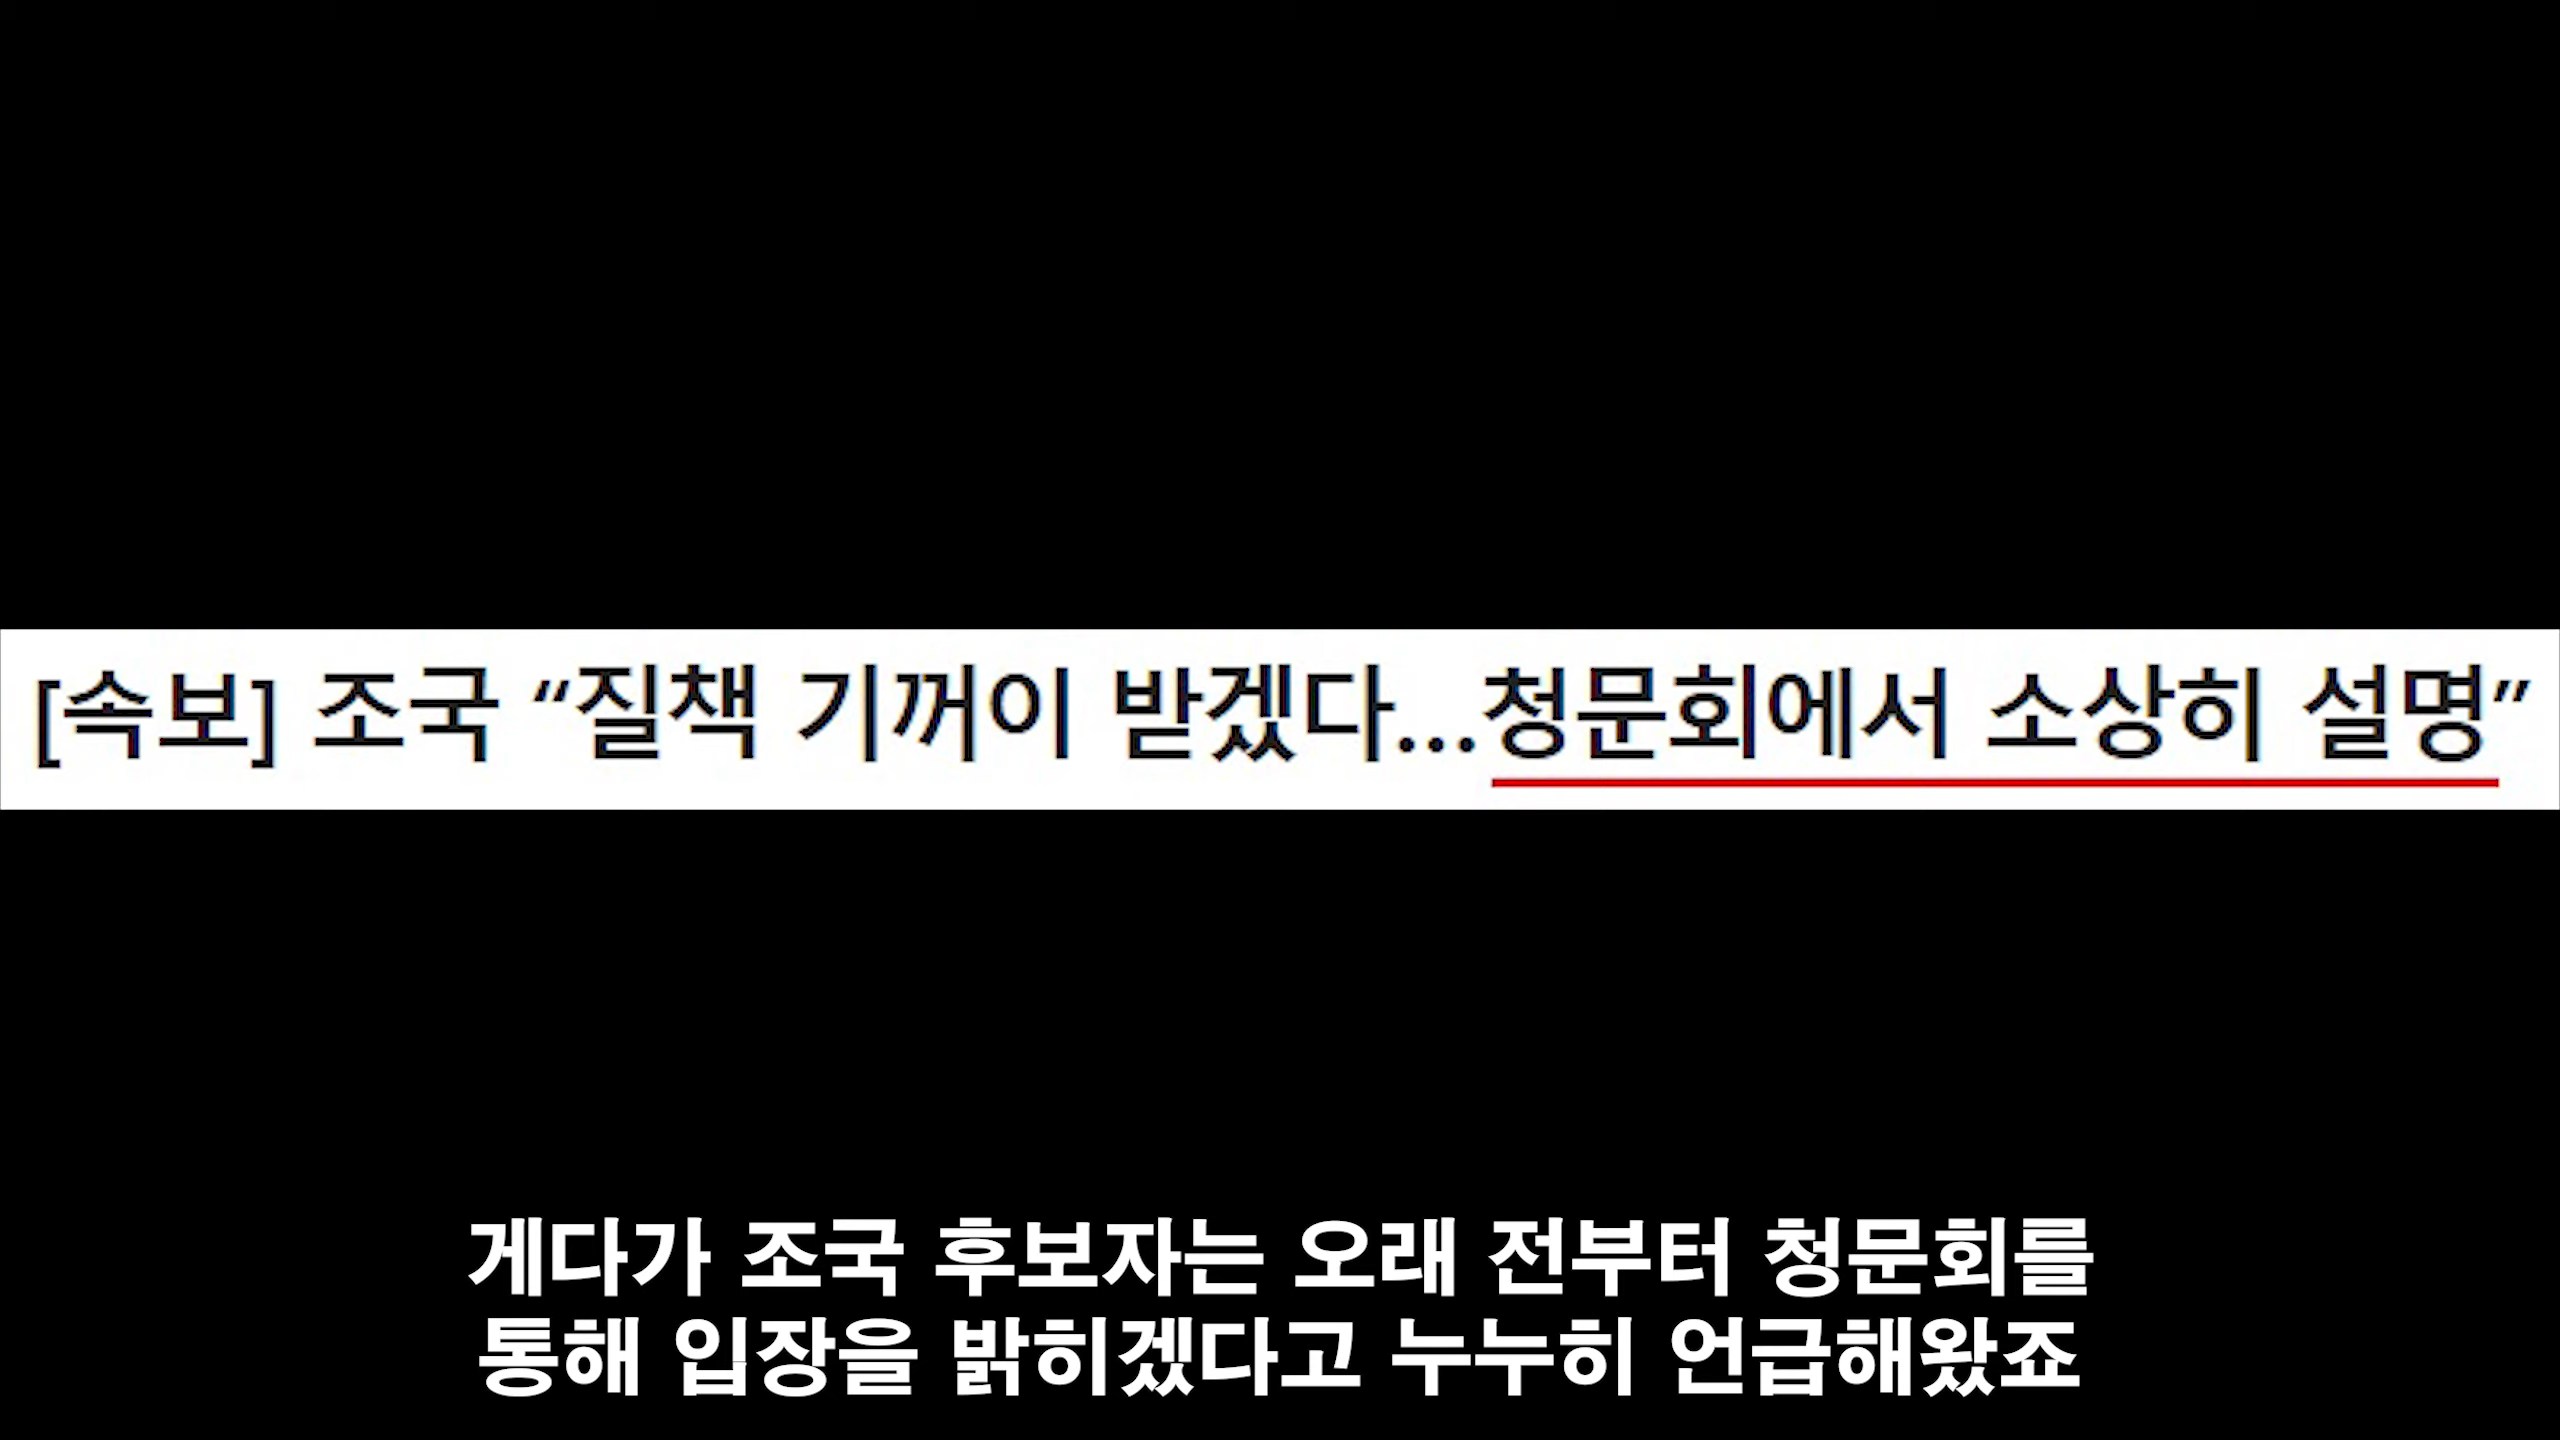 [속보] 조국 “질책 기꺼이 받겠다...청문회에서 소상히 설명”
게다가 조국 후보자는 오래 전부터 청문회를
통해 입장을 밝히겠다고 누누히 언급해왔죠